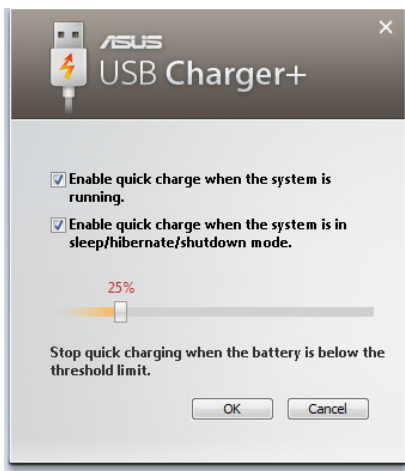 ASUS
USB Charger+
Enable quick charge when the system is
running.
Enable quick charge when the system is in
sleep/hibernate/shutdown mode.
25%
Stop quick charging when the battery is below the
threshold limit.
OK Cancel